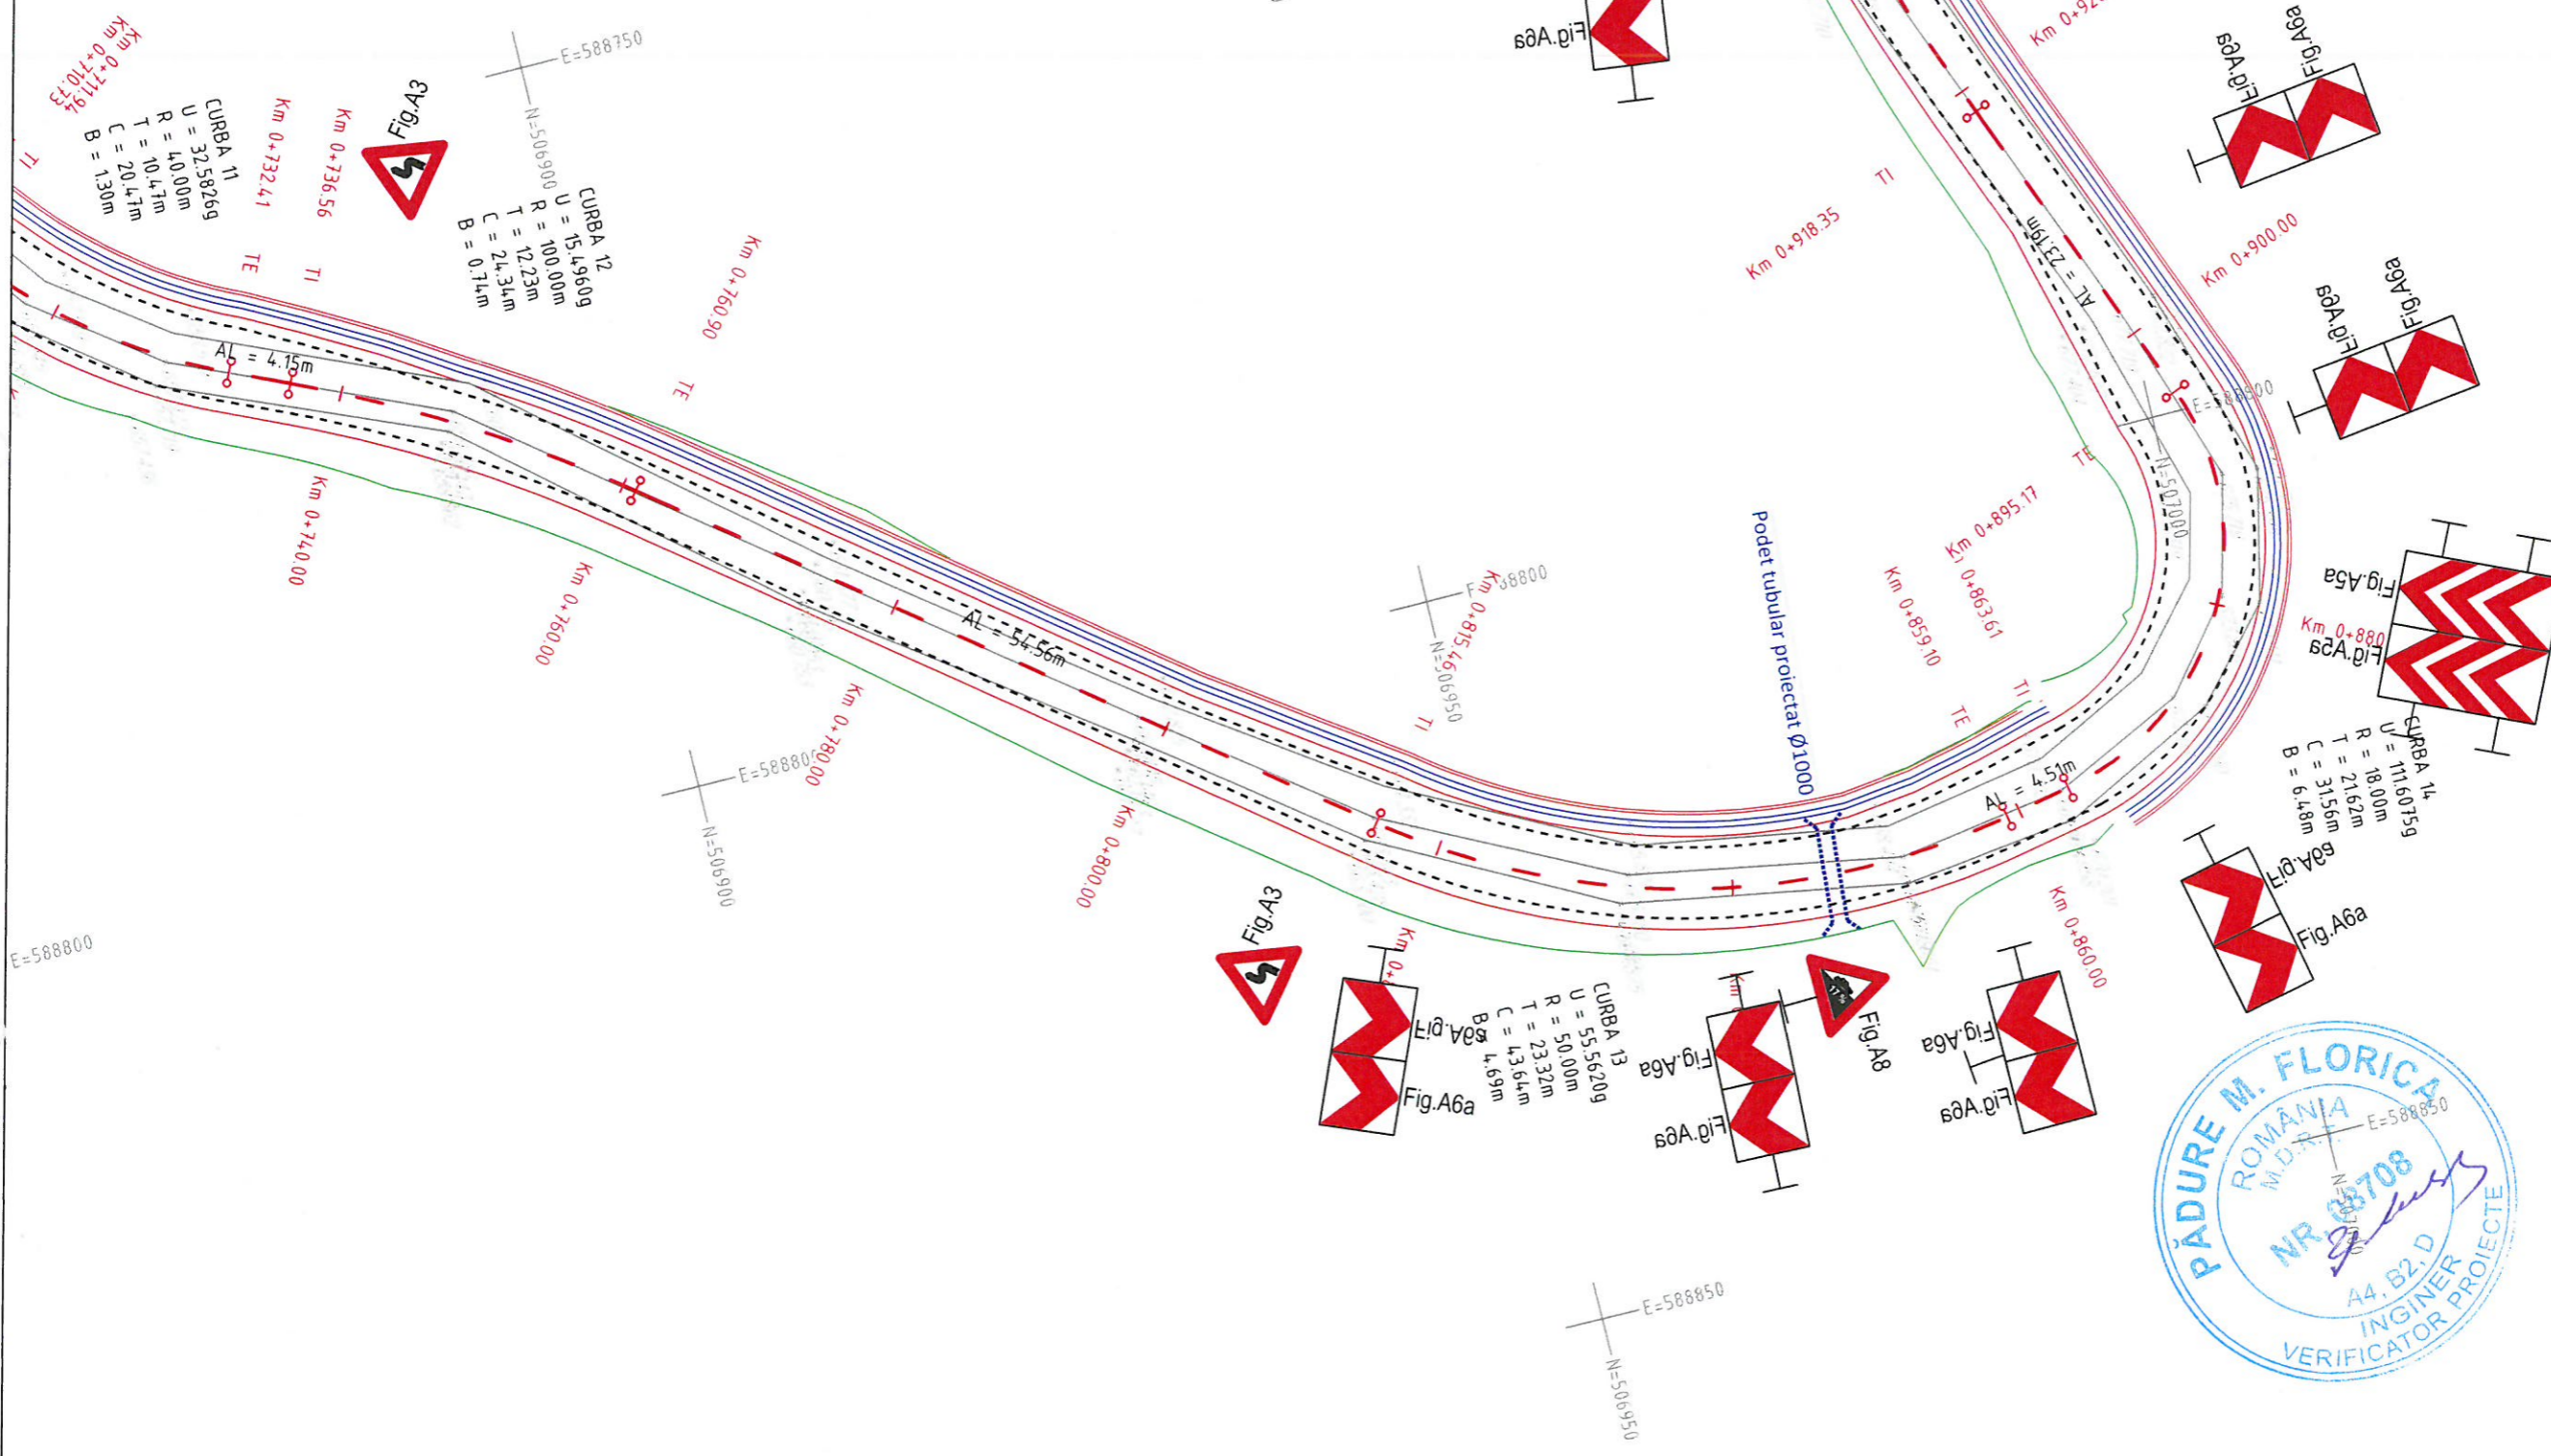 Km 0+711.94
Km 0+710.73
TI
CURBA 11
U = 32.5826g
R = 40.00m
T = 10.47m
C = 20.47m
B = 1.30m
Km 0+732.41
TE
Km 0+736.56
TI
Fig.A3
E=588750
N=506900
CURBA 12
U = 15.4960g
R = 100.00m
T = 12.23m
C = 24.34m
B = 0.74m
Km 0+760.90
TE
AL = 4.15m
Km 0+740.00
Km 0+760.00
Km 0+780.00
Km 0+800.00
AL = 54.56m
E=588800
N=506900
E=588800
Fig.A6a
Km 0+918.35
TI
AL = 23.19m
Fig.A6a
Fig.A6a
Km 0+900.00
Fig.A6a
Fig.A6a
E=588800
N=507000
TE
Km 0+895.17
Km 0+863.61
TI
Km 0+859.10
TE
Podet tubular proiectat Ø1000
Km 0+815.46
TI
N=506950
Fig.A5a
Km 0+880
Fig.A5a
CURBA 14
U = 111.6075g
R = 18.00m
T = 21.62m
C = 31.56m
B = 6.48m
AL = 4.51m
Fig.A6a
Fig.A6a
Km 0+860.00
Fig.A3
Fig.A6a
Fig.A6a
CURBA 13
U = 55.5620g
R = 50.00m
T = 23.32m
C = 43.64m
B = 4.69m
Fig.A6a
Fig.A6a
17%
Fig.A8
Fig.A6a
Fig.A6a
E=588850
N=506950
PĂDURE M. FLORICA
ROMÂNIA
M.D.R.T.
NR. 08708
A4, B2, D
INGINER
VERIFICATOR PROIECTE
E=588850